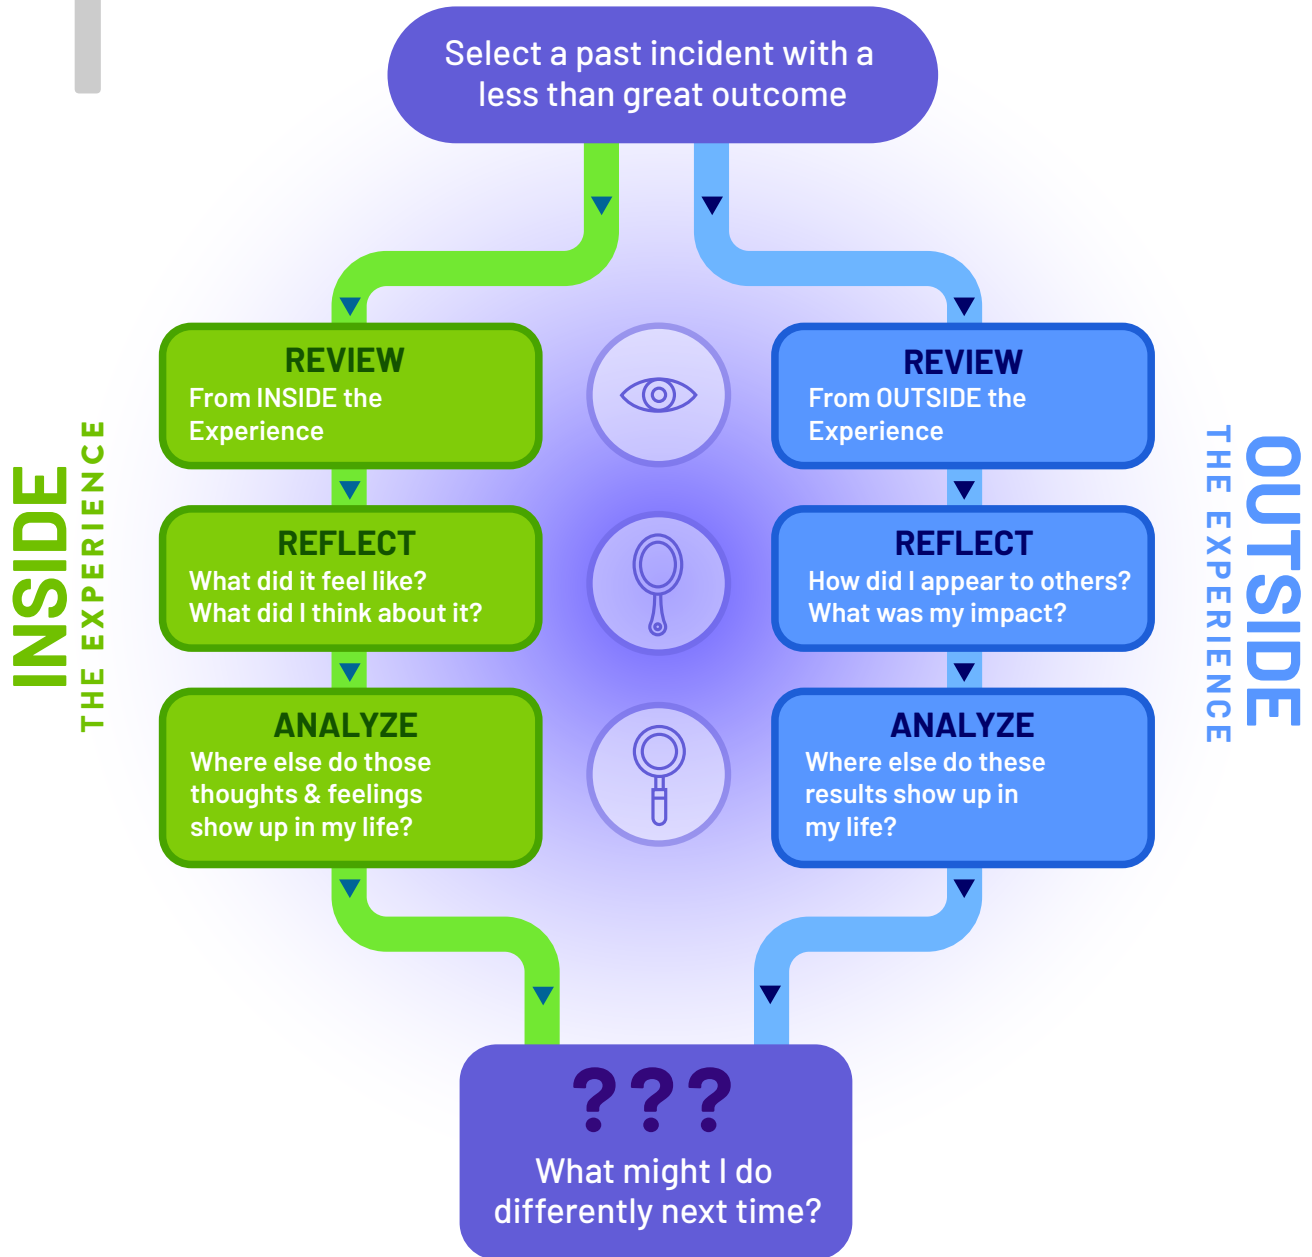 Select a past incident with a
less than great outcome
INSIDE
THE EXPERIENCE
REVIEW
From INSIDE the
Experience
REFLECT
What did it feel like?
What did I think about it?
ANALYZE
Where else do those
thoughts & feelings
show up in my life?
REVIEW
From OUTSIDE the
Experience
REFLECT
How did I appear to others?
What was my impact?
ANALYZE
Where else do these
results show up in
my life?
OUTSIDE
THE EXPERIENCE
???
What might I do
differently next time?